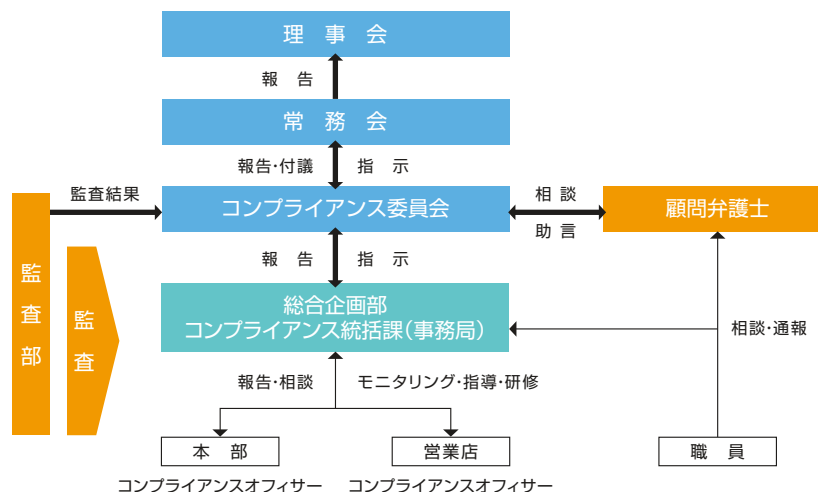 理事会
報告
常務会
報告・付議 指示
監査結果
コンプライアンス委員会
相談
助言
顧問弁護士
報告 指示
監査部
監査
総合企画部
コンプライアンス統括課(事務局)
相談・通報
報告・相談 モニタリング・指導・研修
本部 営業店 職員
コンプライアンスオフィサー コンプライアンスオフィサー